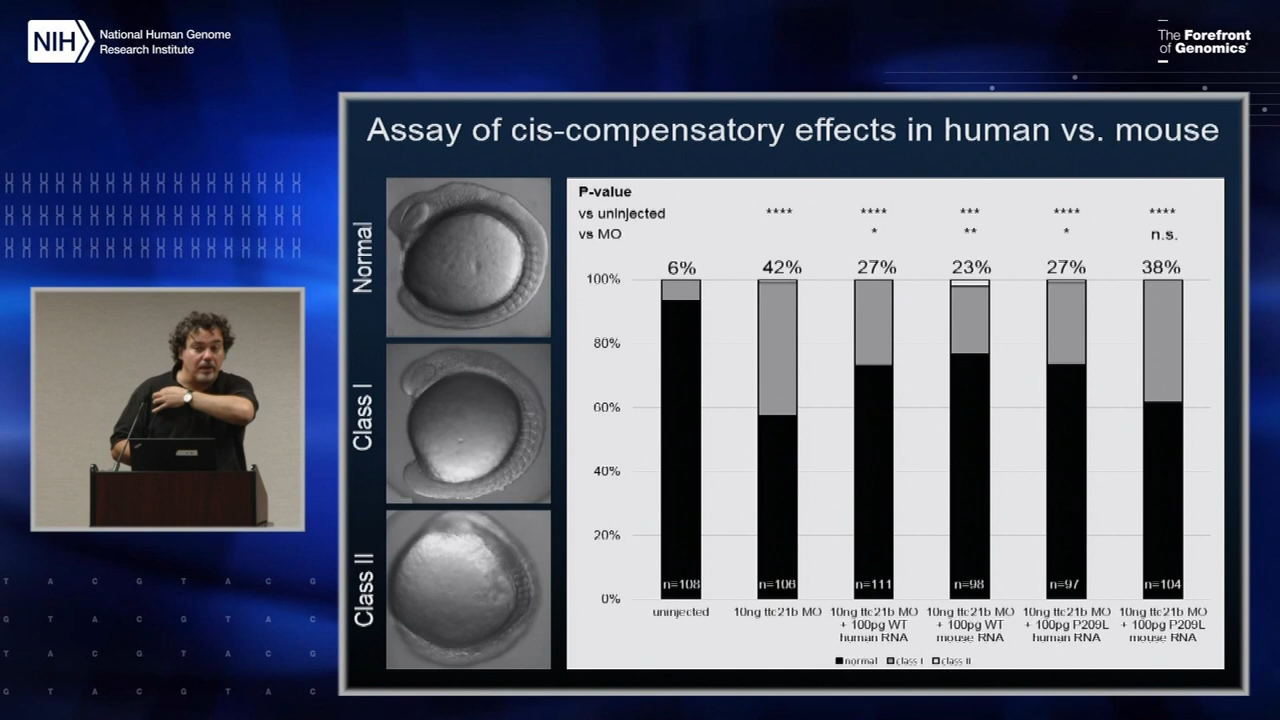 NIH
National Human Genome
Research Institute
The Forefront
of Genomics®
Assay of cis-compensatory effects in human vs. mouse
Normal
Class I
Class II
P-value
vs uninjected **** **** *** **** ****
vs MO * ** * n.s.
6% 42% 27% 23% 27% 38%
100%
80%
60%
40%
20%
0%
n=108 n=106 n=111 n=98 n=97 n=104
uninjected
10ng ttc21b MO
10ng ttc21b MO
+ 100pg WT
human RNA
10ng ttc21b MO
+ 100pg WT
mouse RNA
10ng ttc21b MO
+ 100pg P209L
human RNA
10ng ttc21b MO
+ 100pg P209L
mouse RNA
normal class I class II
T A C G T A C G
G T A C G T A C
T A C G T A C G
G T A C G T A C